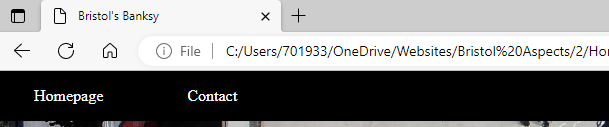 Bristol's Banksy
File C:/Users/701933/OneDrive/Websites/Bristol%20Aspects/2/Ho
Homepage Contact